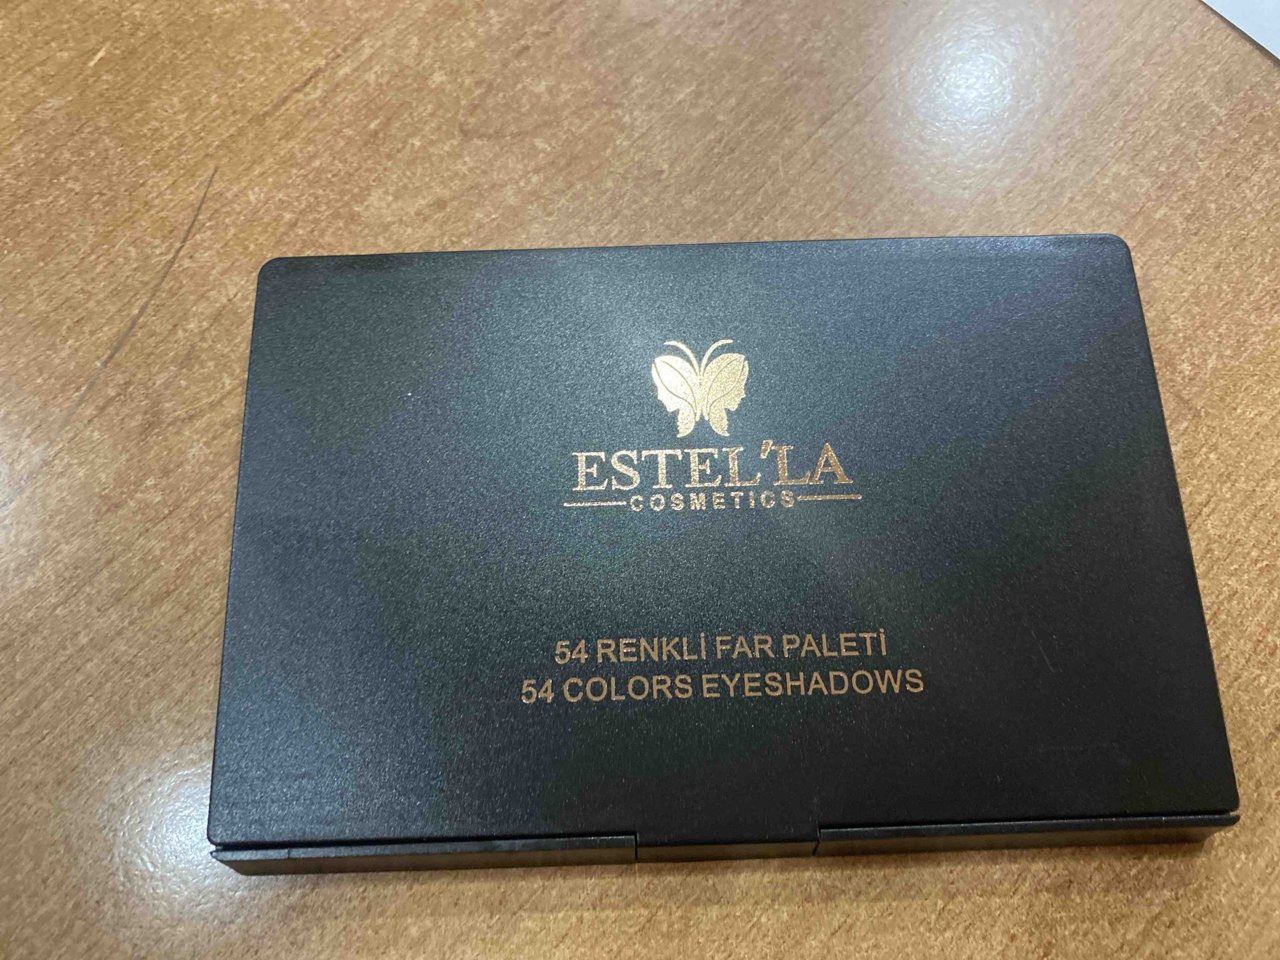 ESTEL'LA
COSMETICS
54 RENKLİ FAR PALETİ
54 COLORS EYESHADOWS